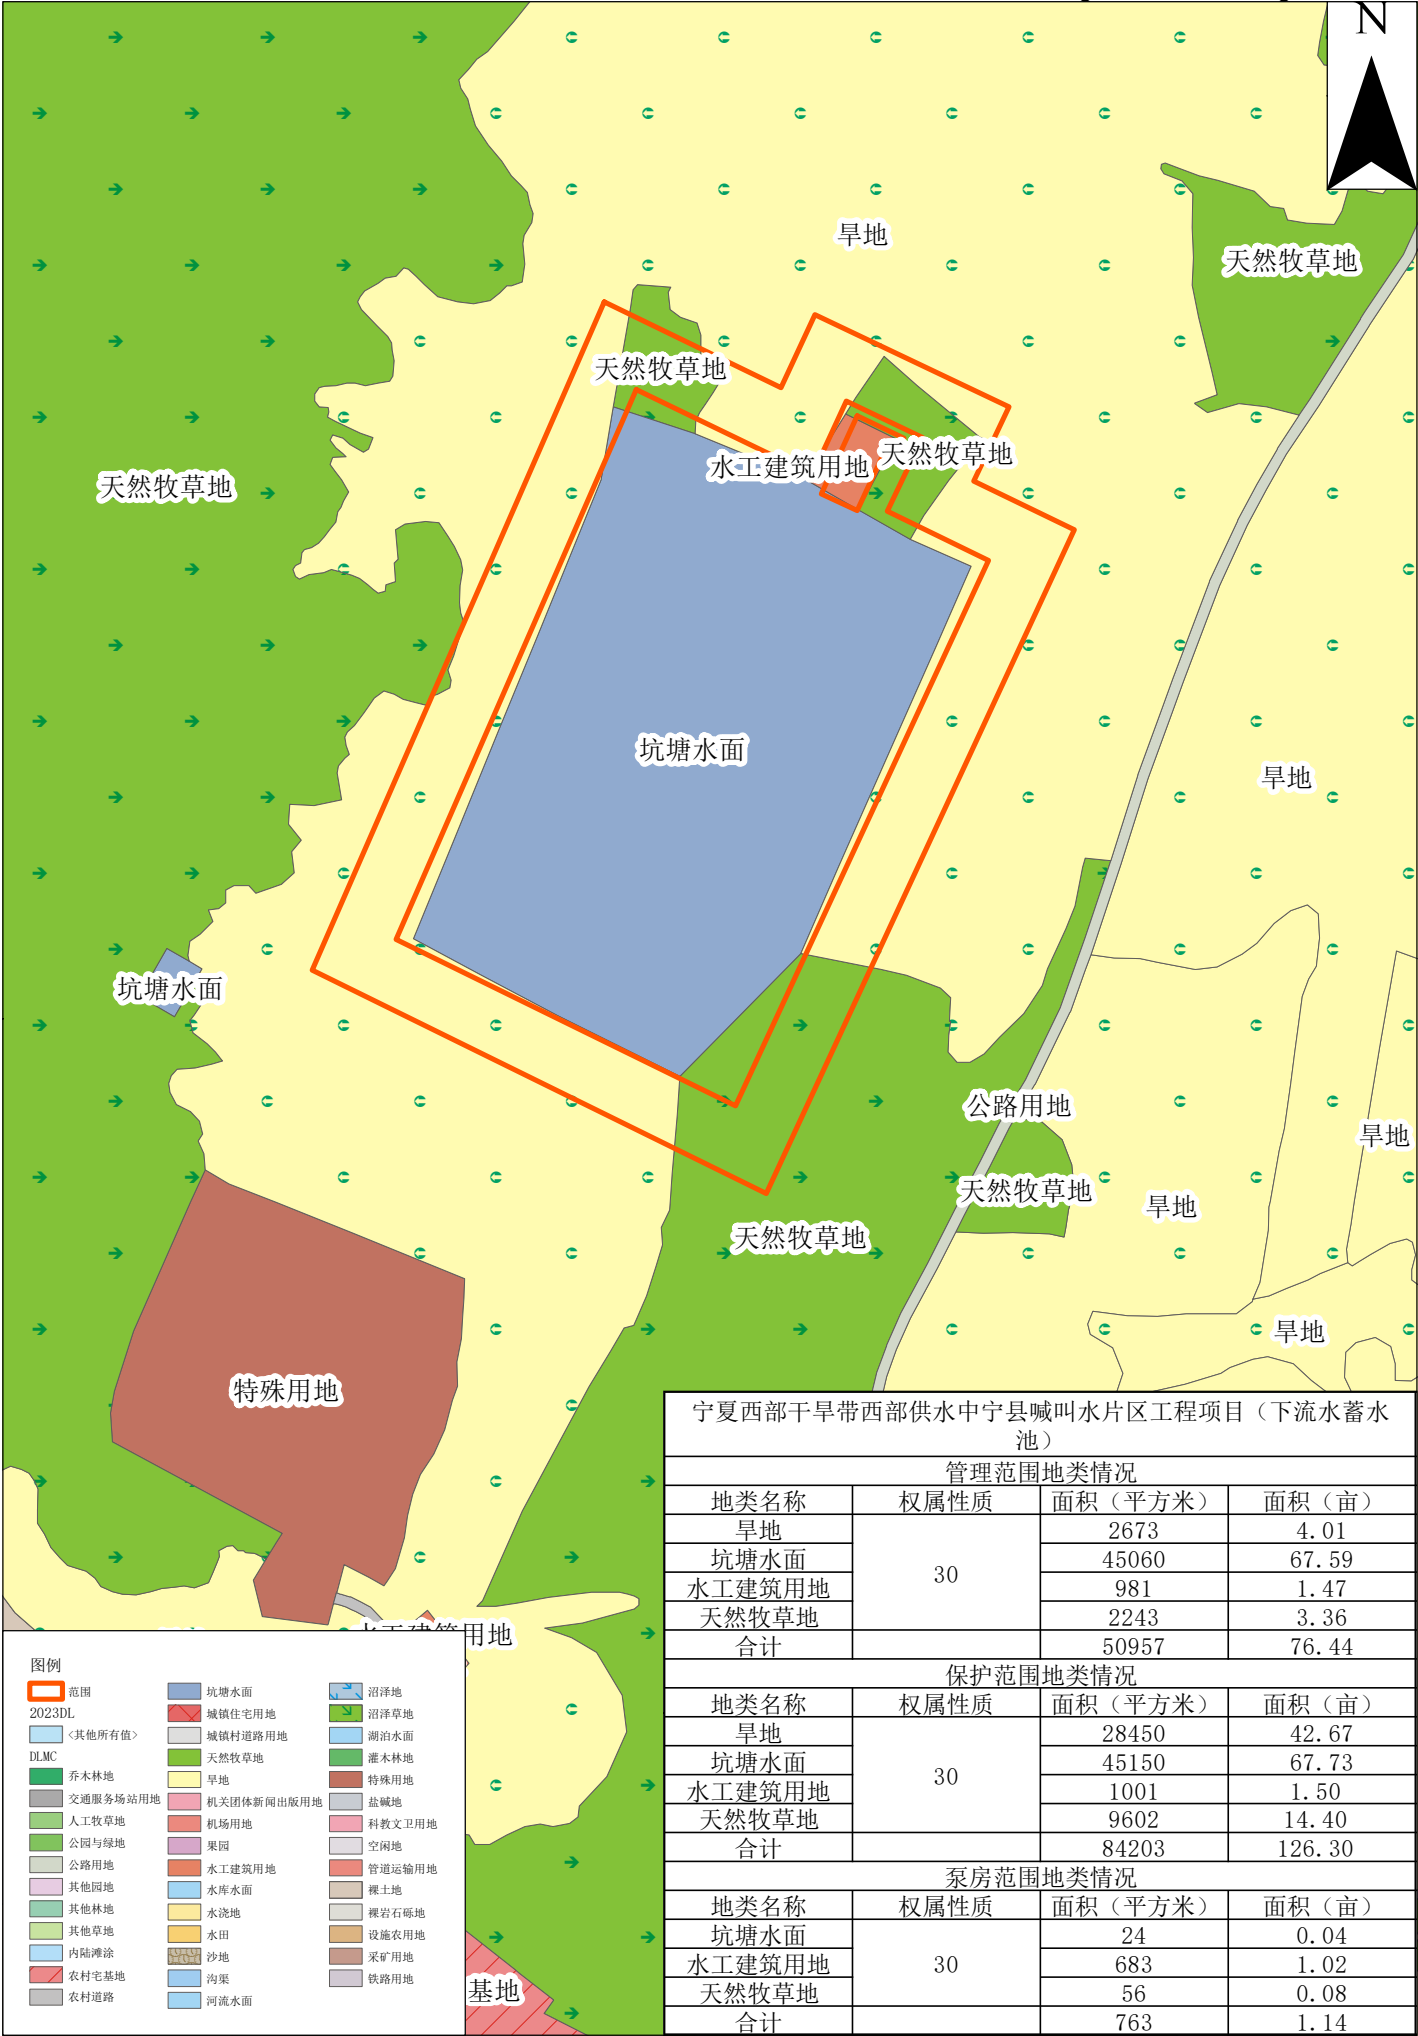 N
旱地
天然牧草地
天然牧草地
天然牧草地
水工建筑用地
天然牧草地
坑塘水面
旱地
坑塘水面
公路用地
旱地
天然牧草地
旱地
天然牧草地
旱地
特殊用地
水工建筑用地
基地
宁夏西部干旱带西部供水中宁县喊叫水片区工程项目（下流水蓄水
池）
管理范围地类情况
地类名称 权属性质 面积（平方米） 面积（亩）
旱地 2673 4.01
坑塘水面 45060 67.59
30
水工建筑用地 981 1.47
天然牧草地 2243 3.36
合计 50957 76.44
保护范围地类情况
地类名称 权属性质 面积（平方米） 面积（亩）
旱地 28450 42.67
坑塘水面 45150 67.73
30
水工建筑用地 1001 1.50
天然牧草地 9602 14.40
合计 84203 126.30
泵房范围地类情况
地类名称 权属性质 面积（平方米） 面积（亩）
坑塘水面 24 0.04
水工建筑用地 30 683 1.02
天然牧草地 56 0.08
合计 763 1.14
图例
范围
2023DL
<其他所有值>
DLMC
乔木林地
交通服务场站用地
人工牧草地
公园与绿地
公路用地
其他园地
其他林地
其他草地
内陆滩涂
农村宅基地
农村道路
坑塘水面
城镇住宅用地
城镇村道路用地
天然牧草地
旱地
机关团体新闻出版用地
机场用地
果园
水工建筑用地
水库水面
水浇地
水田
沙地
沟渠
河流水面
沼泽地
沼泽草地
湖泊水面
灌木林地
特殊用地
盐碱地
科教文卫用地
空闲地
管道运输用地
裸土地
裸岩石砾地
设施农用地
采矿用地
铁路用地